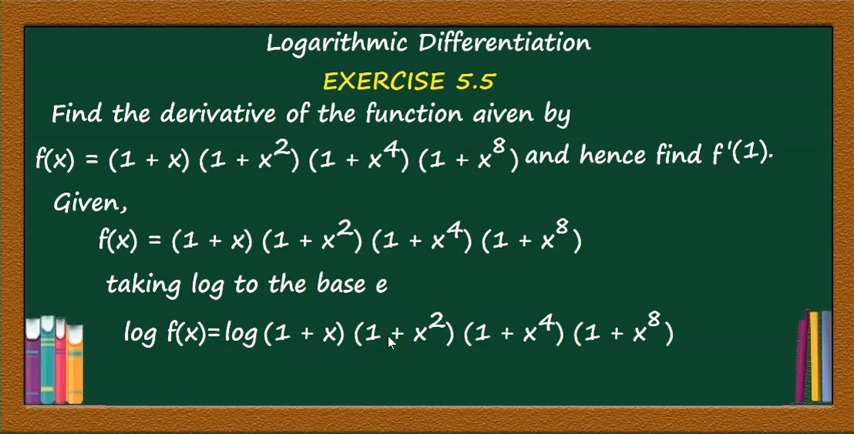 Logarithmic Differentiation
EXERCISE 5.5
Find the derivative of the function given by
f(x) = (1 + x) (1 + x²) (1 + x⁴) (1 + x⁸) and hence find f'(1).
Given,
f(x) = (1 + x) (1 + x²) (1 + x⁴) (1 + x⁸)
taking log to the base e
log f(x)= log (1 + x) (1 + x²) (1 + x⁴) (1 + x⁸)